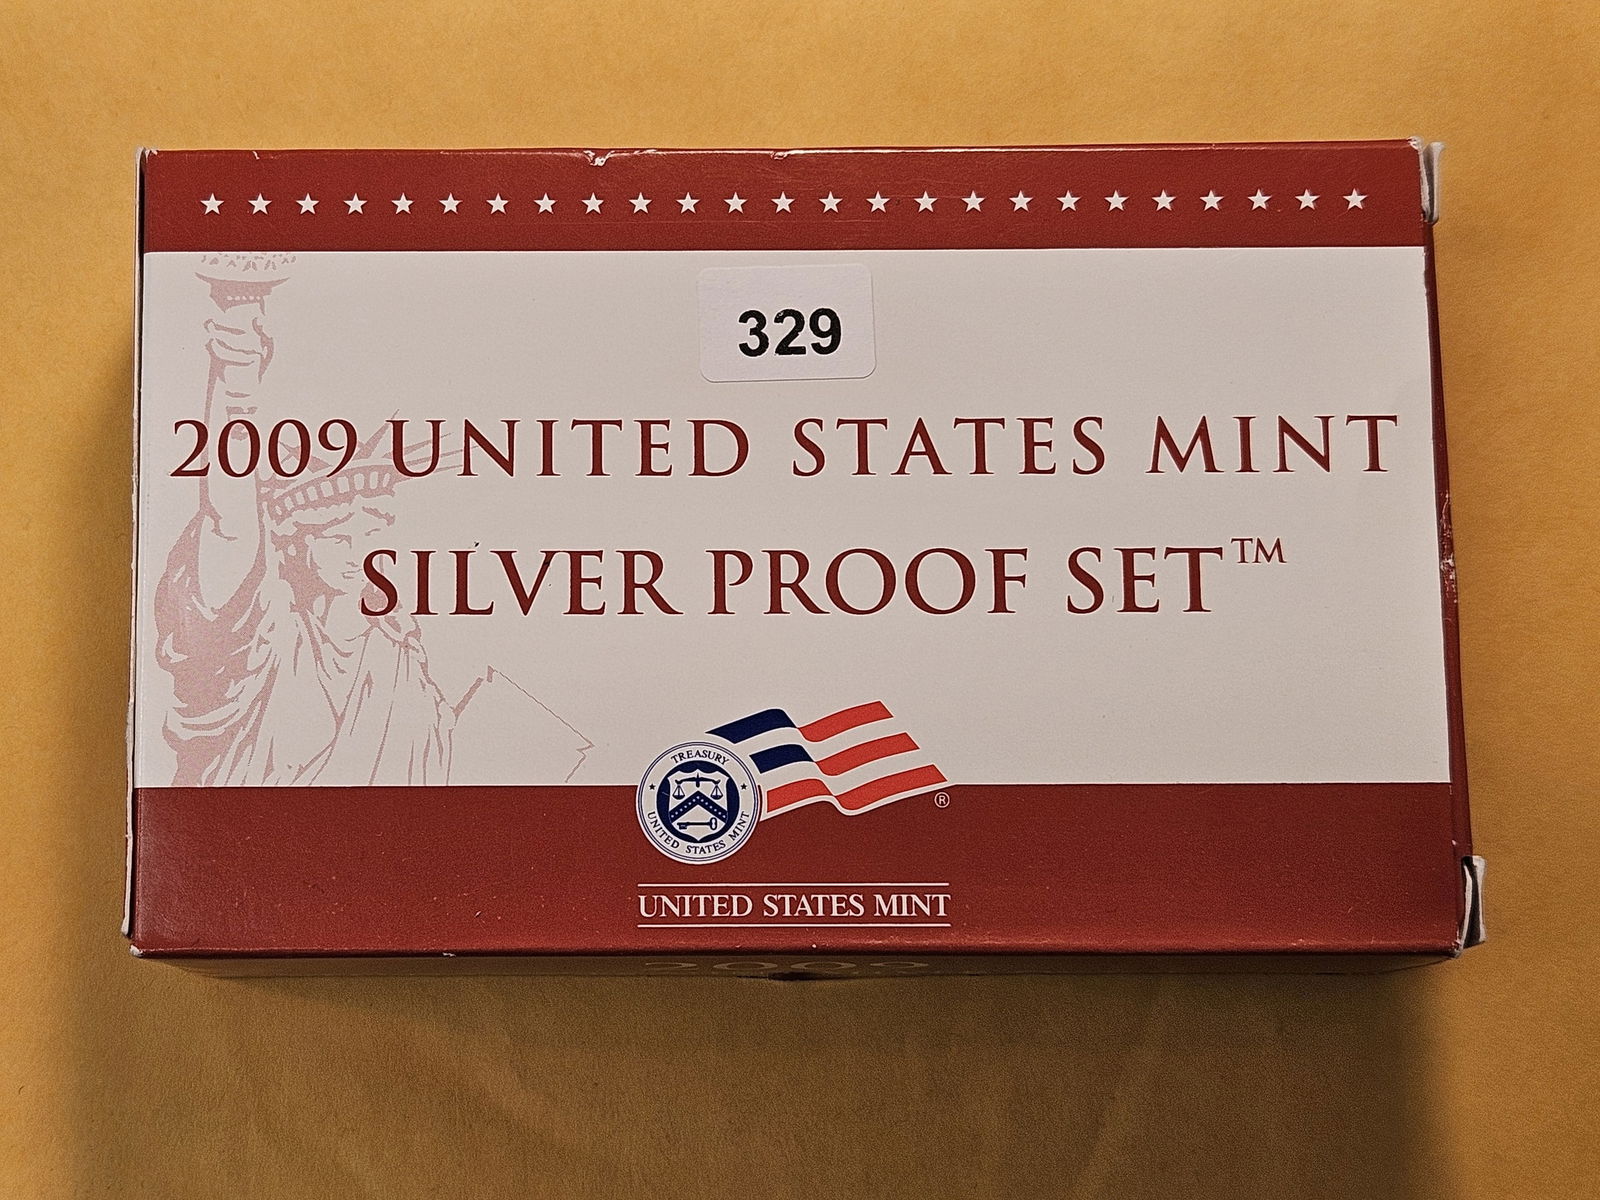 329
2009 UNITED STATES MINT
SILVER PROOF SET™
TREASURY
UNITED STATES MINT
®
UNITED STATES MINT